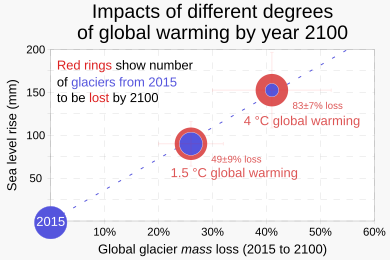 Impacts of different degrees
of global warming by year 2100
200
150
100
50
Sea level rise (mm)
Red rings show number
of glaciers from 2015
to be lost by 2100
83±7% loss
4 °C global warming
49±9% loss
1.5 °C global warming
2015
10%
20%
30%
40%
50%
60%
Global glacier mass loss (2015 to 2100)